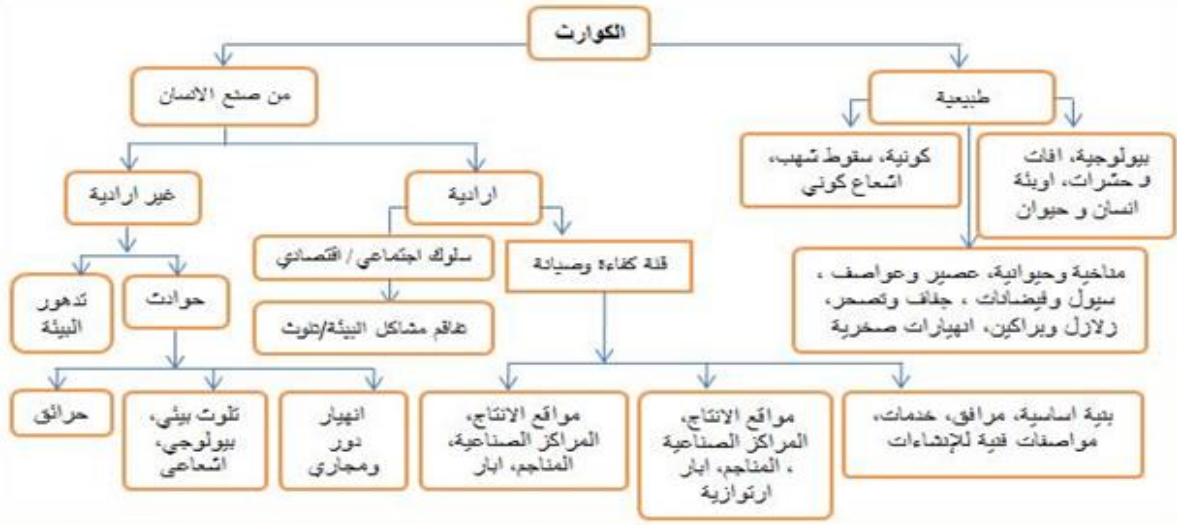 الكوارث
من صنع الانسان
طبيعية
غير ارادية
ارادية
كونية، سقوط شهب،
اشعاع كوني
بيولوجية، افات
و حشرات، اوبئة
انسان و حيوان
تدهور
البيئة
حوادث
سلوك اجتماعي / اقتصادي
قلة كفاءة وصيانة
تفاقم مشاكل البيئة/تلوث
مناخية وحيوانية، عصير وعواصف ،
سيول وفيضانات ، جفاف وتصحر،
زلازل وبراكين، انهيارات صخرية
حرائق
تلوث بيئي،
بيولوجي،
اشعاعى
انهيار
دور
ومجاري
مواقع الانتاج،
المراكز الصناعية،
المناجم، ابار
مواقع الانتاج،
المراكز الصناعية
، المناجم، ابار
ارتوازية
بنية اساسية، مرافق، خدمات،
مواصفات فنية للإنشاءات